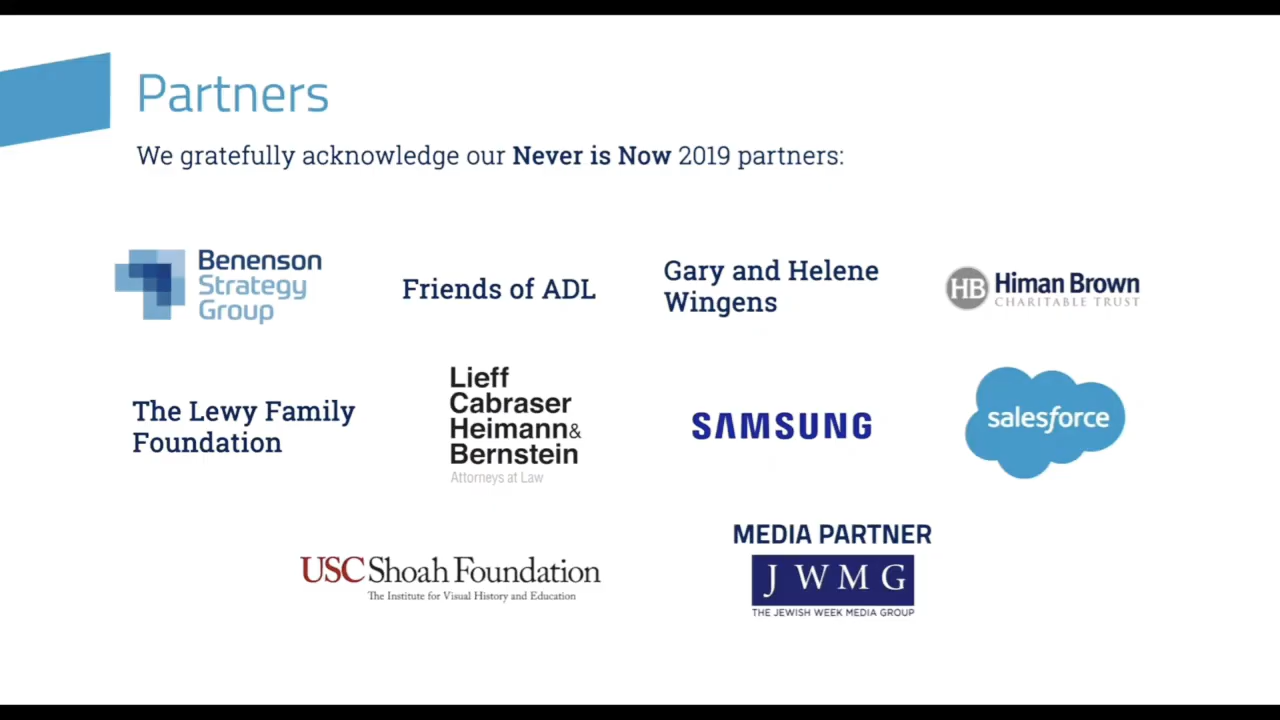 Partners
We gratefully acknowledge our Never is Now 2019 partners:
Benenson
Strategy
Group
Friends of ADL
Gary and Helene
Wingens
HB Himan Brown
CHARITABLE TRUST
The Lewy Family
Foundation
Lieff
Cabraser
Heimann&
Bernstein
Attorneys at Law
SAMSUNG
salesforce
USC Shoah Foundation
The Institute for Visual History and Education
MEDIA PARTNER
JWMG
THE JEWISH WEEK MEDIA GROUP